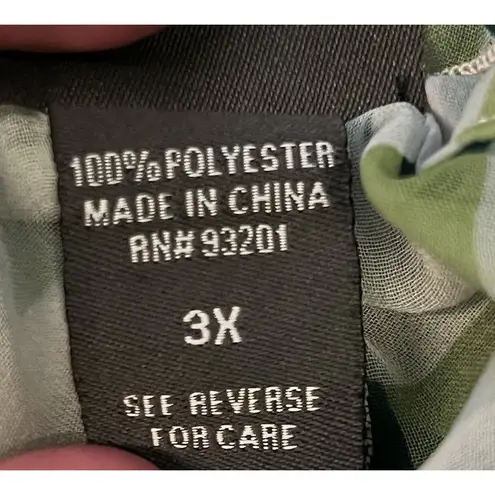 100% POLYESTER
MADE IN CHINA
RN# 93201
3X
SEE REVERSE
FOR CARE